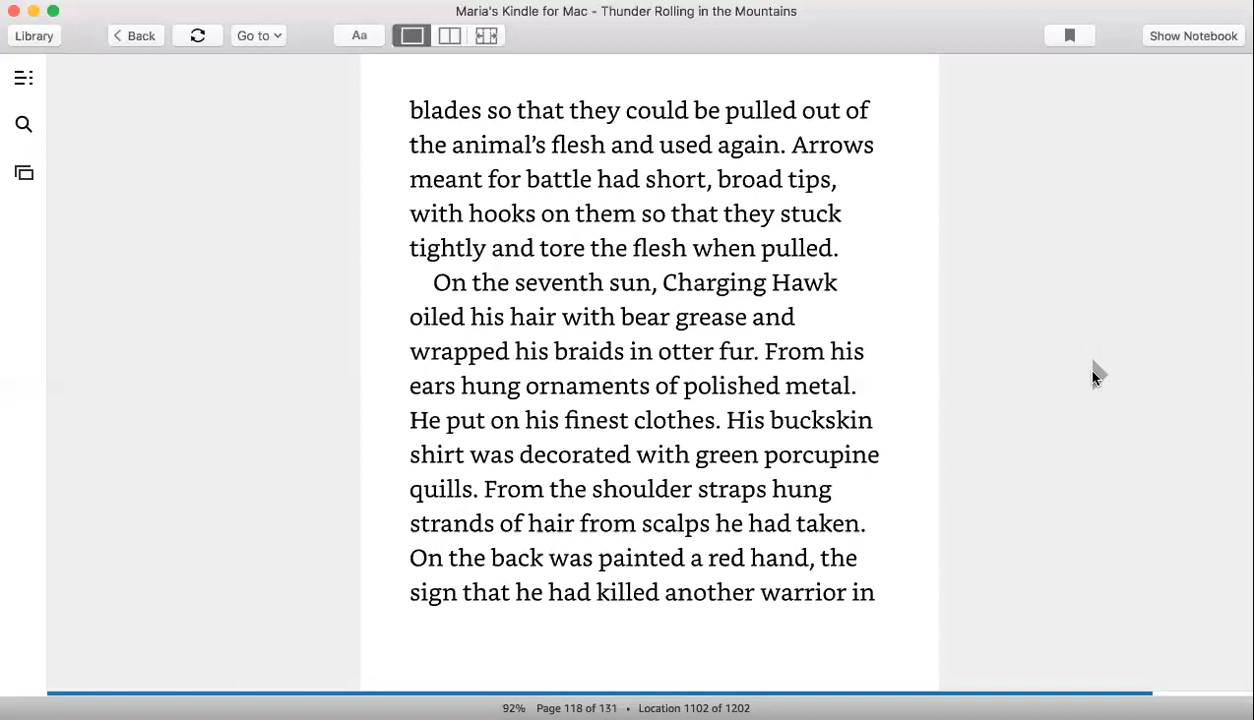 Maria's Kindle for Mac - Thunder Rolling in the Mountains
Library
Back
Go to
Aa
Show Notebook
blades so that they could be pulled out of
the animal’s flesh and used again. Arrows
meant for battle had short, broad tips,
with hooks on them so that they stuck
tightly and tore the flesh when pulled.
On the seventh sun, Charging Hawk
oiled his hair with bear grease and
wrapped his braids in otter fur. From his
ears hung ornaments of polished metal.
He put on his finest clothes. His buckskin
shirt was decorated with green porcupine
quills. From the shoulder straps hung
strands of hair from scalps he had taken.
On the back was painted a red hand, the
sign that he had killed another warrior in
92% Page 118 of 131 • Location 1102 of 1202